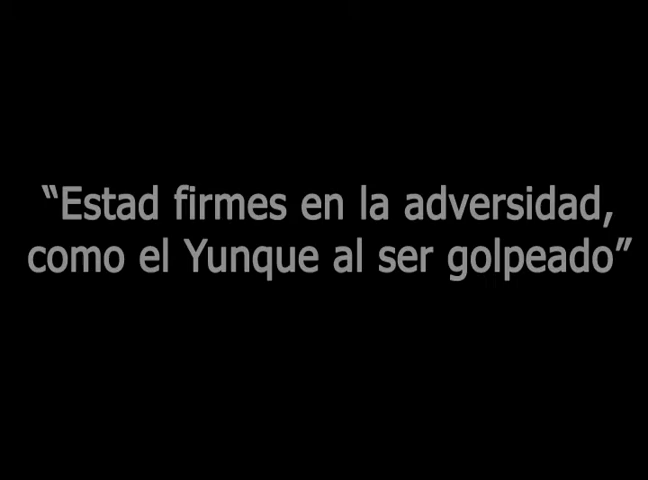 “Estad firmes en la adversidad,
como el Yunque al ser golpeado”